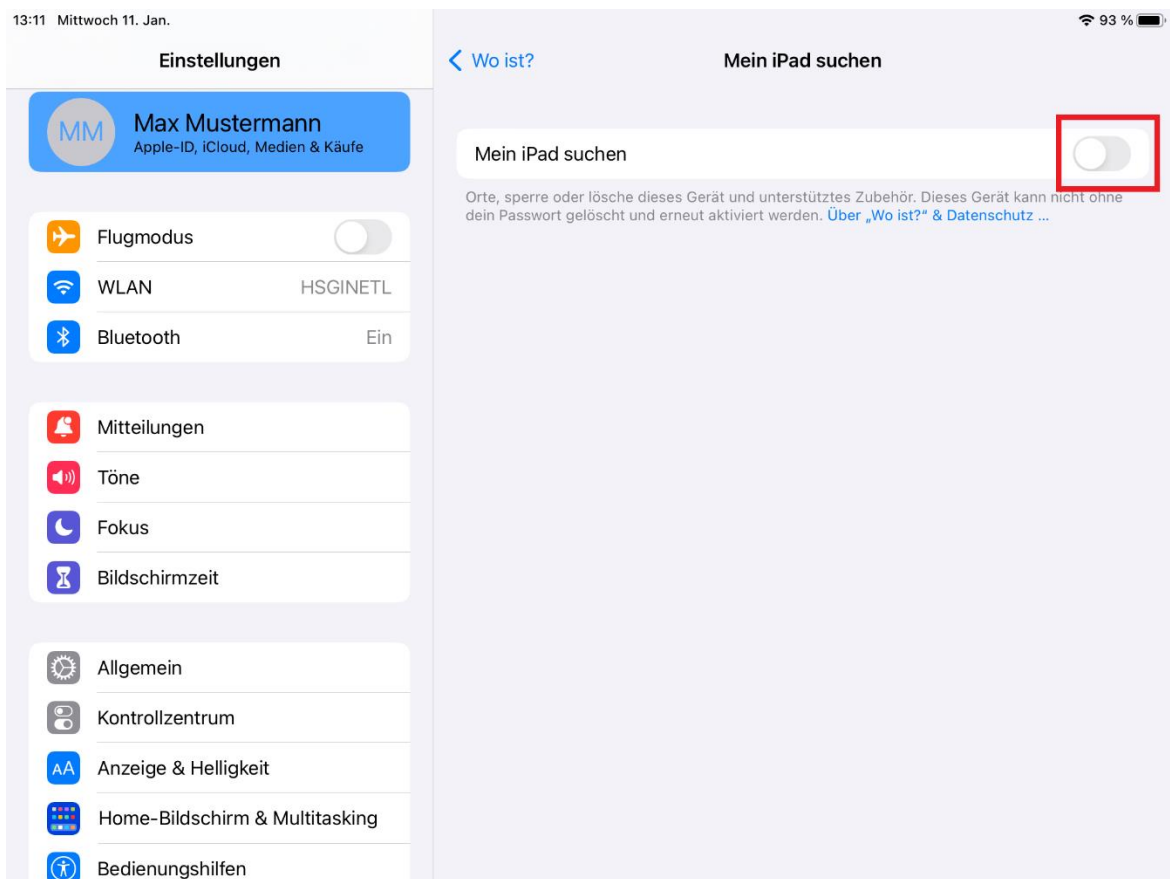 13:11 Mittwoch 11. Jan.
93 %
Einstellungen
Wo ist?
Mein iPad suchen
MM
Max Mustermann
Apple-ID, iCloud, Medien & Käufe
Mein iPad suchen
Orte, sperre oder lösche dieses Gerät und unterstütztes Zubehör. Dieses Gerät kann nicht ohne
dein Passwort gelöscht und erneut aktiviert werden. Über „Wo ist?“ & Datenschutz ...
Flugmodus
WLAN HSGINETL
Bluetooth Ein
Mitteilungen
Töne
Fokus
Bildschirmzeit
Allgemein
Kontrollzentrum
AA Anzeige & Helligkeit
Home-Bildschirm & Multitasking
Bedienungshilfen